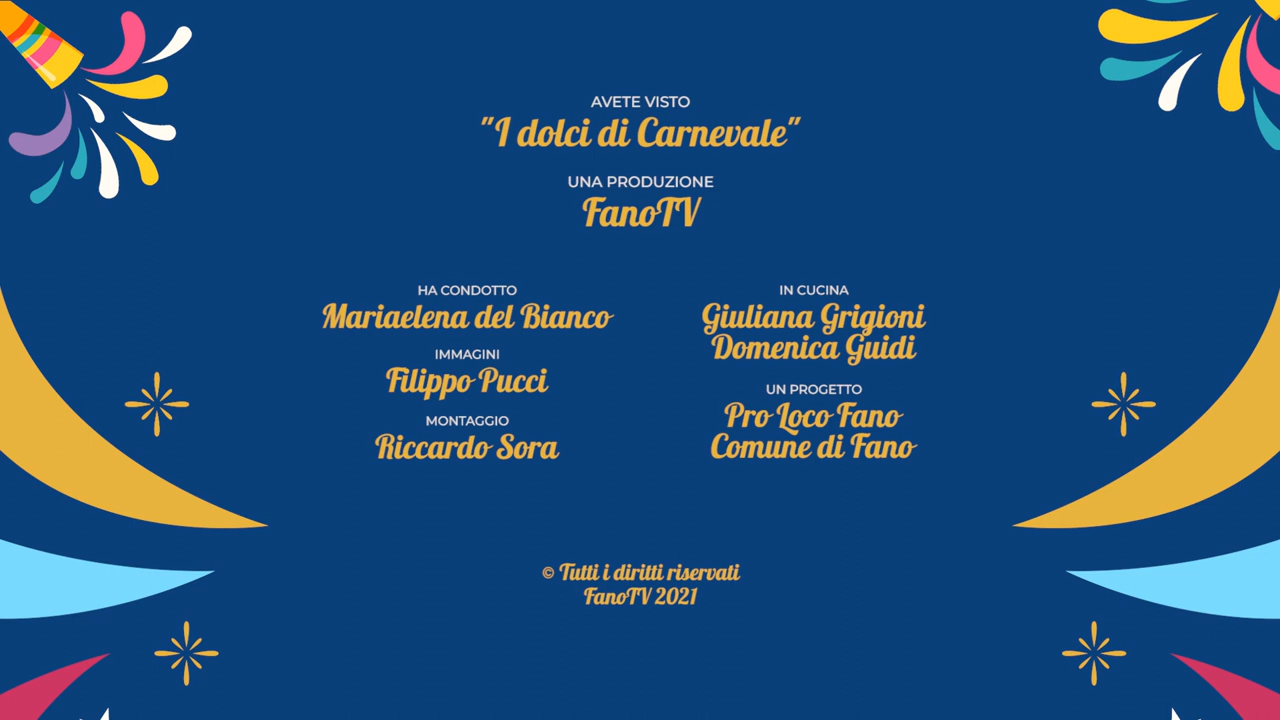 AVETE VISTO
"I dolci di Carnevale"
UNA PRODUZIONE
FanoTV
HA CONDOTTO
Mariaelena del Bianco
IMMAGINI
Filippo Pucci
MONTAGGIO
Riccardo Sora
IN CUCINA
Giuliana Grigioni
Domenica Guidi
UN PROGETTO
Pro Loco Fano
Comune di Fano
© Tutti i diritti riservati
FanoTV 2021